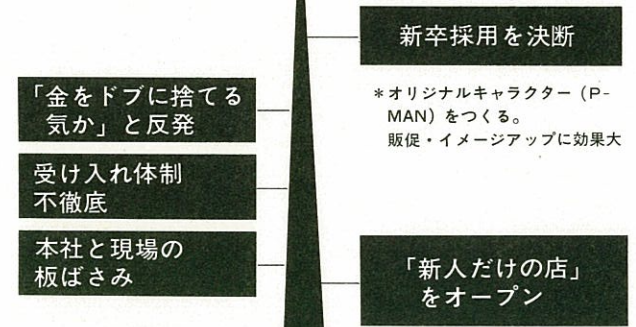 新卒採用を決断
*オリジナルキャラクター（P-
MAN）をつくる。
販促・イメージアップに効果大
「金をドブに捨てる
気か」と反発
受け入れ体制
不徹底
本社と現場の
板ばさみ
「新人だけの店」
をオープン